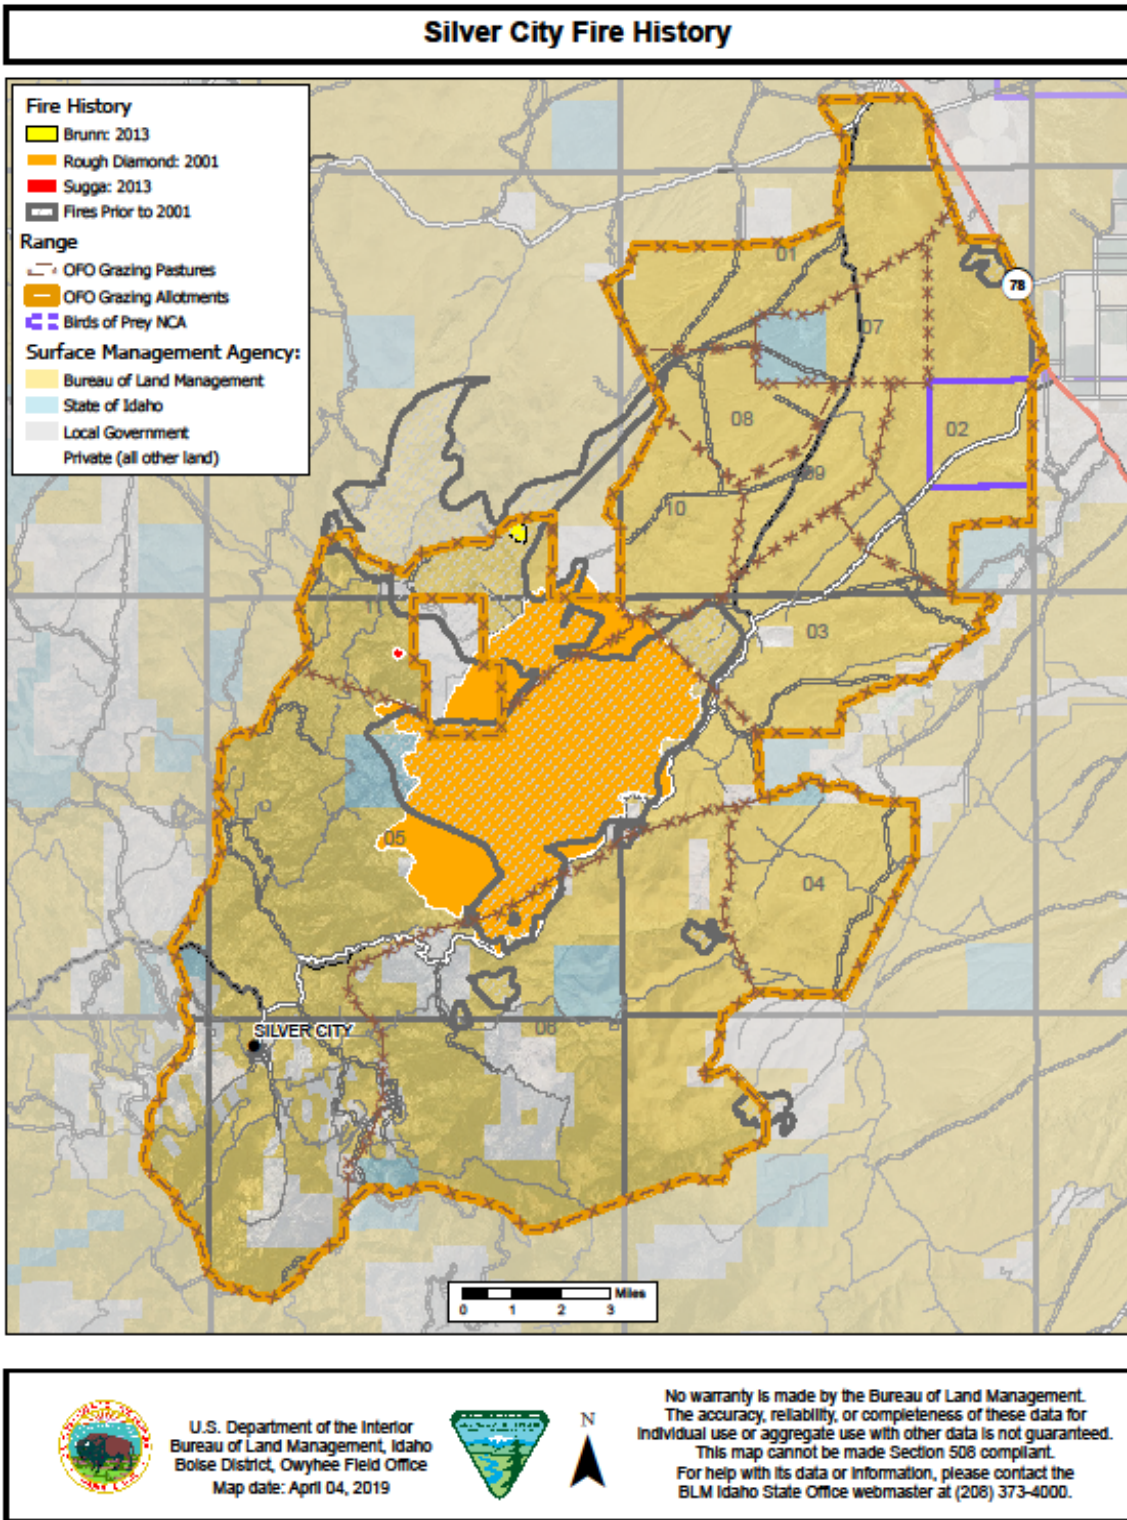 Silver City Fire History
Fire History
Brunn: 2013
Rough Diamond: 2001
Sugga: 2013
Fires Prior to 2001
Range
OFO Grazing Pastures
OFO Grazing Allotments
Birds of Prey NCA
Surface Management Agency:
Bureau of Land Management
State of Idaho
Local Government
Private (all other land)
01
78
07
08
02
09
10
11
03
05
04
SILVER CITY
06
Miles
0 1 2 3
U.S. Department of the Interior
Bureau of Land Management, Idaho
Boise District, Owyhee Field Office
Map date: April 04, 2019
N
No warranty is made by the Bureau of Land Management.
The accuracy, reliability, or completeness of these data for
individual use or aggregate use with other data is not guaranteed.
This map cannot be made Section 508 compliant.
For help with its data or information, please contact the
BLM Idaho State Office webmaster at (208) 373-4000.